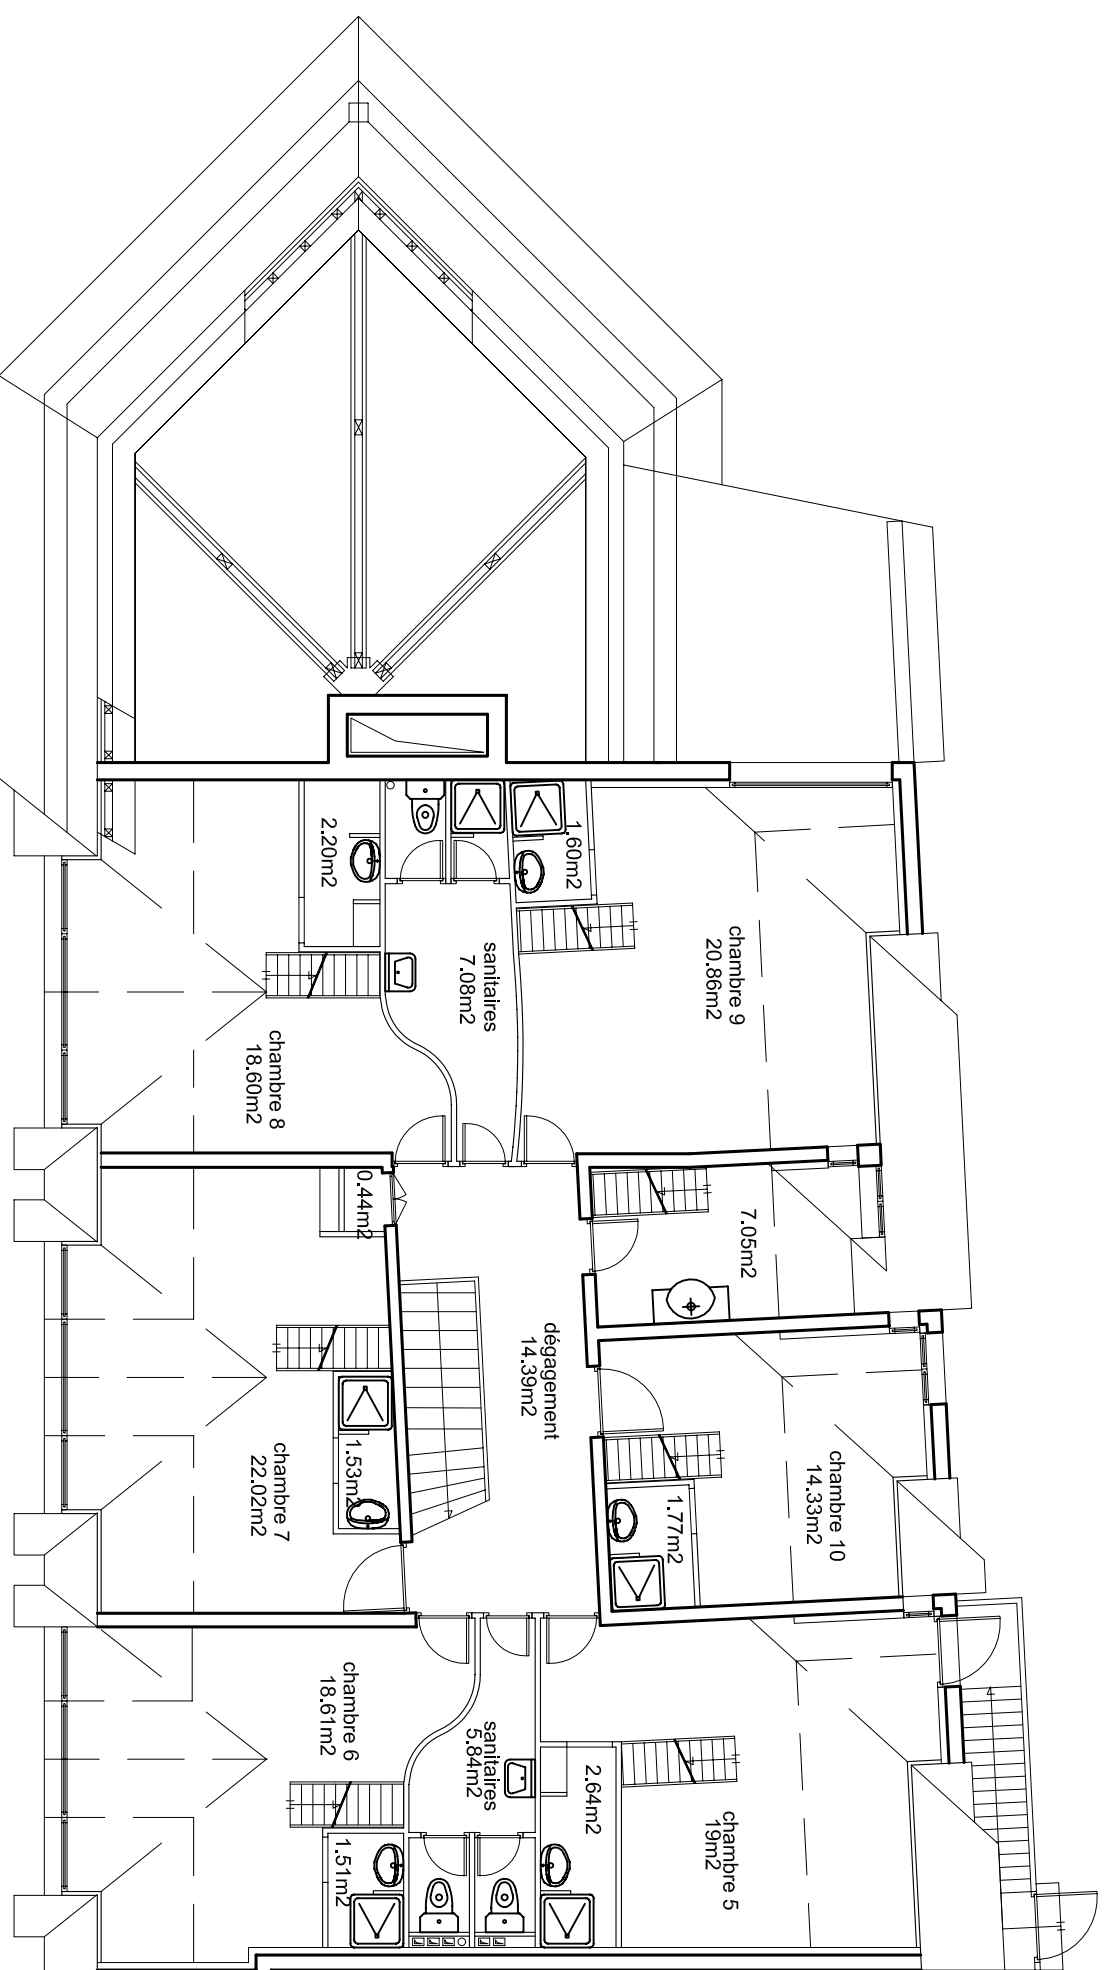 2.20m2
1.60m2
sanitaires
7.08m2
chambre 9
20.86m2
chambre 8
18.60m2
0.44m2
7.05m2
dégagement
14.39m2
1.53m2
chambre 7
22.02m2
chambre 10
14.33m2
1.77m2
chambre 6
18.61m2
sanitaires
5.84m2
2.64m2
chambre 5
19m2
1.51m2